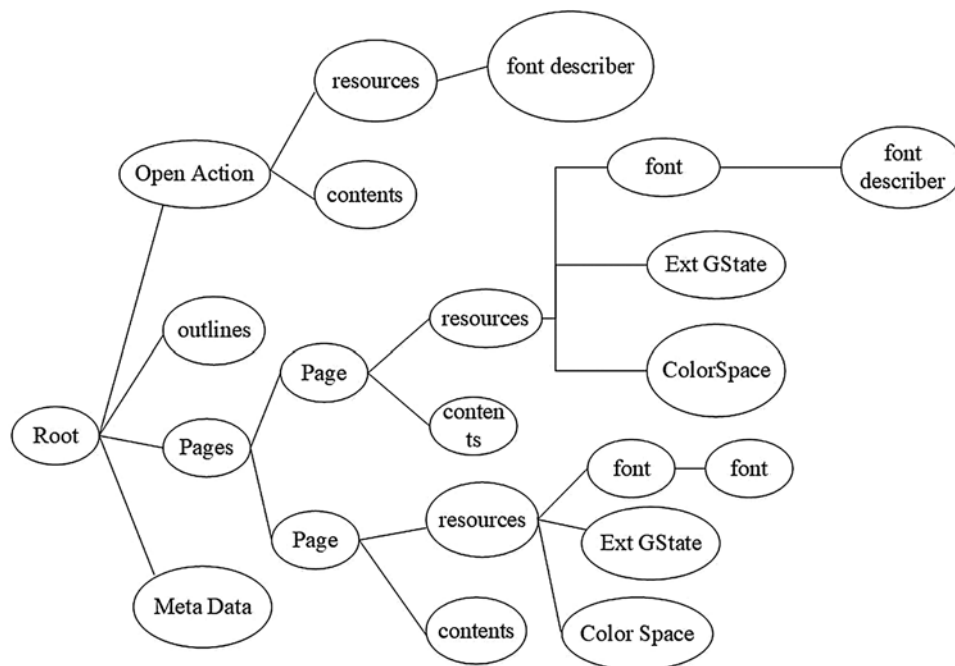 resources
font describer
Open Action
contents
font
font
describer
Ext GState
resources
outlines
Page
ColorSpace
conten
ts
Root
Pages
font
font
resources
Page
Ext GState
Meta Data
contents
Color Space